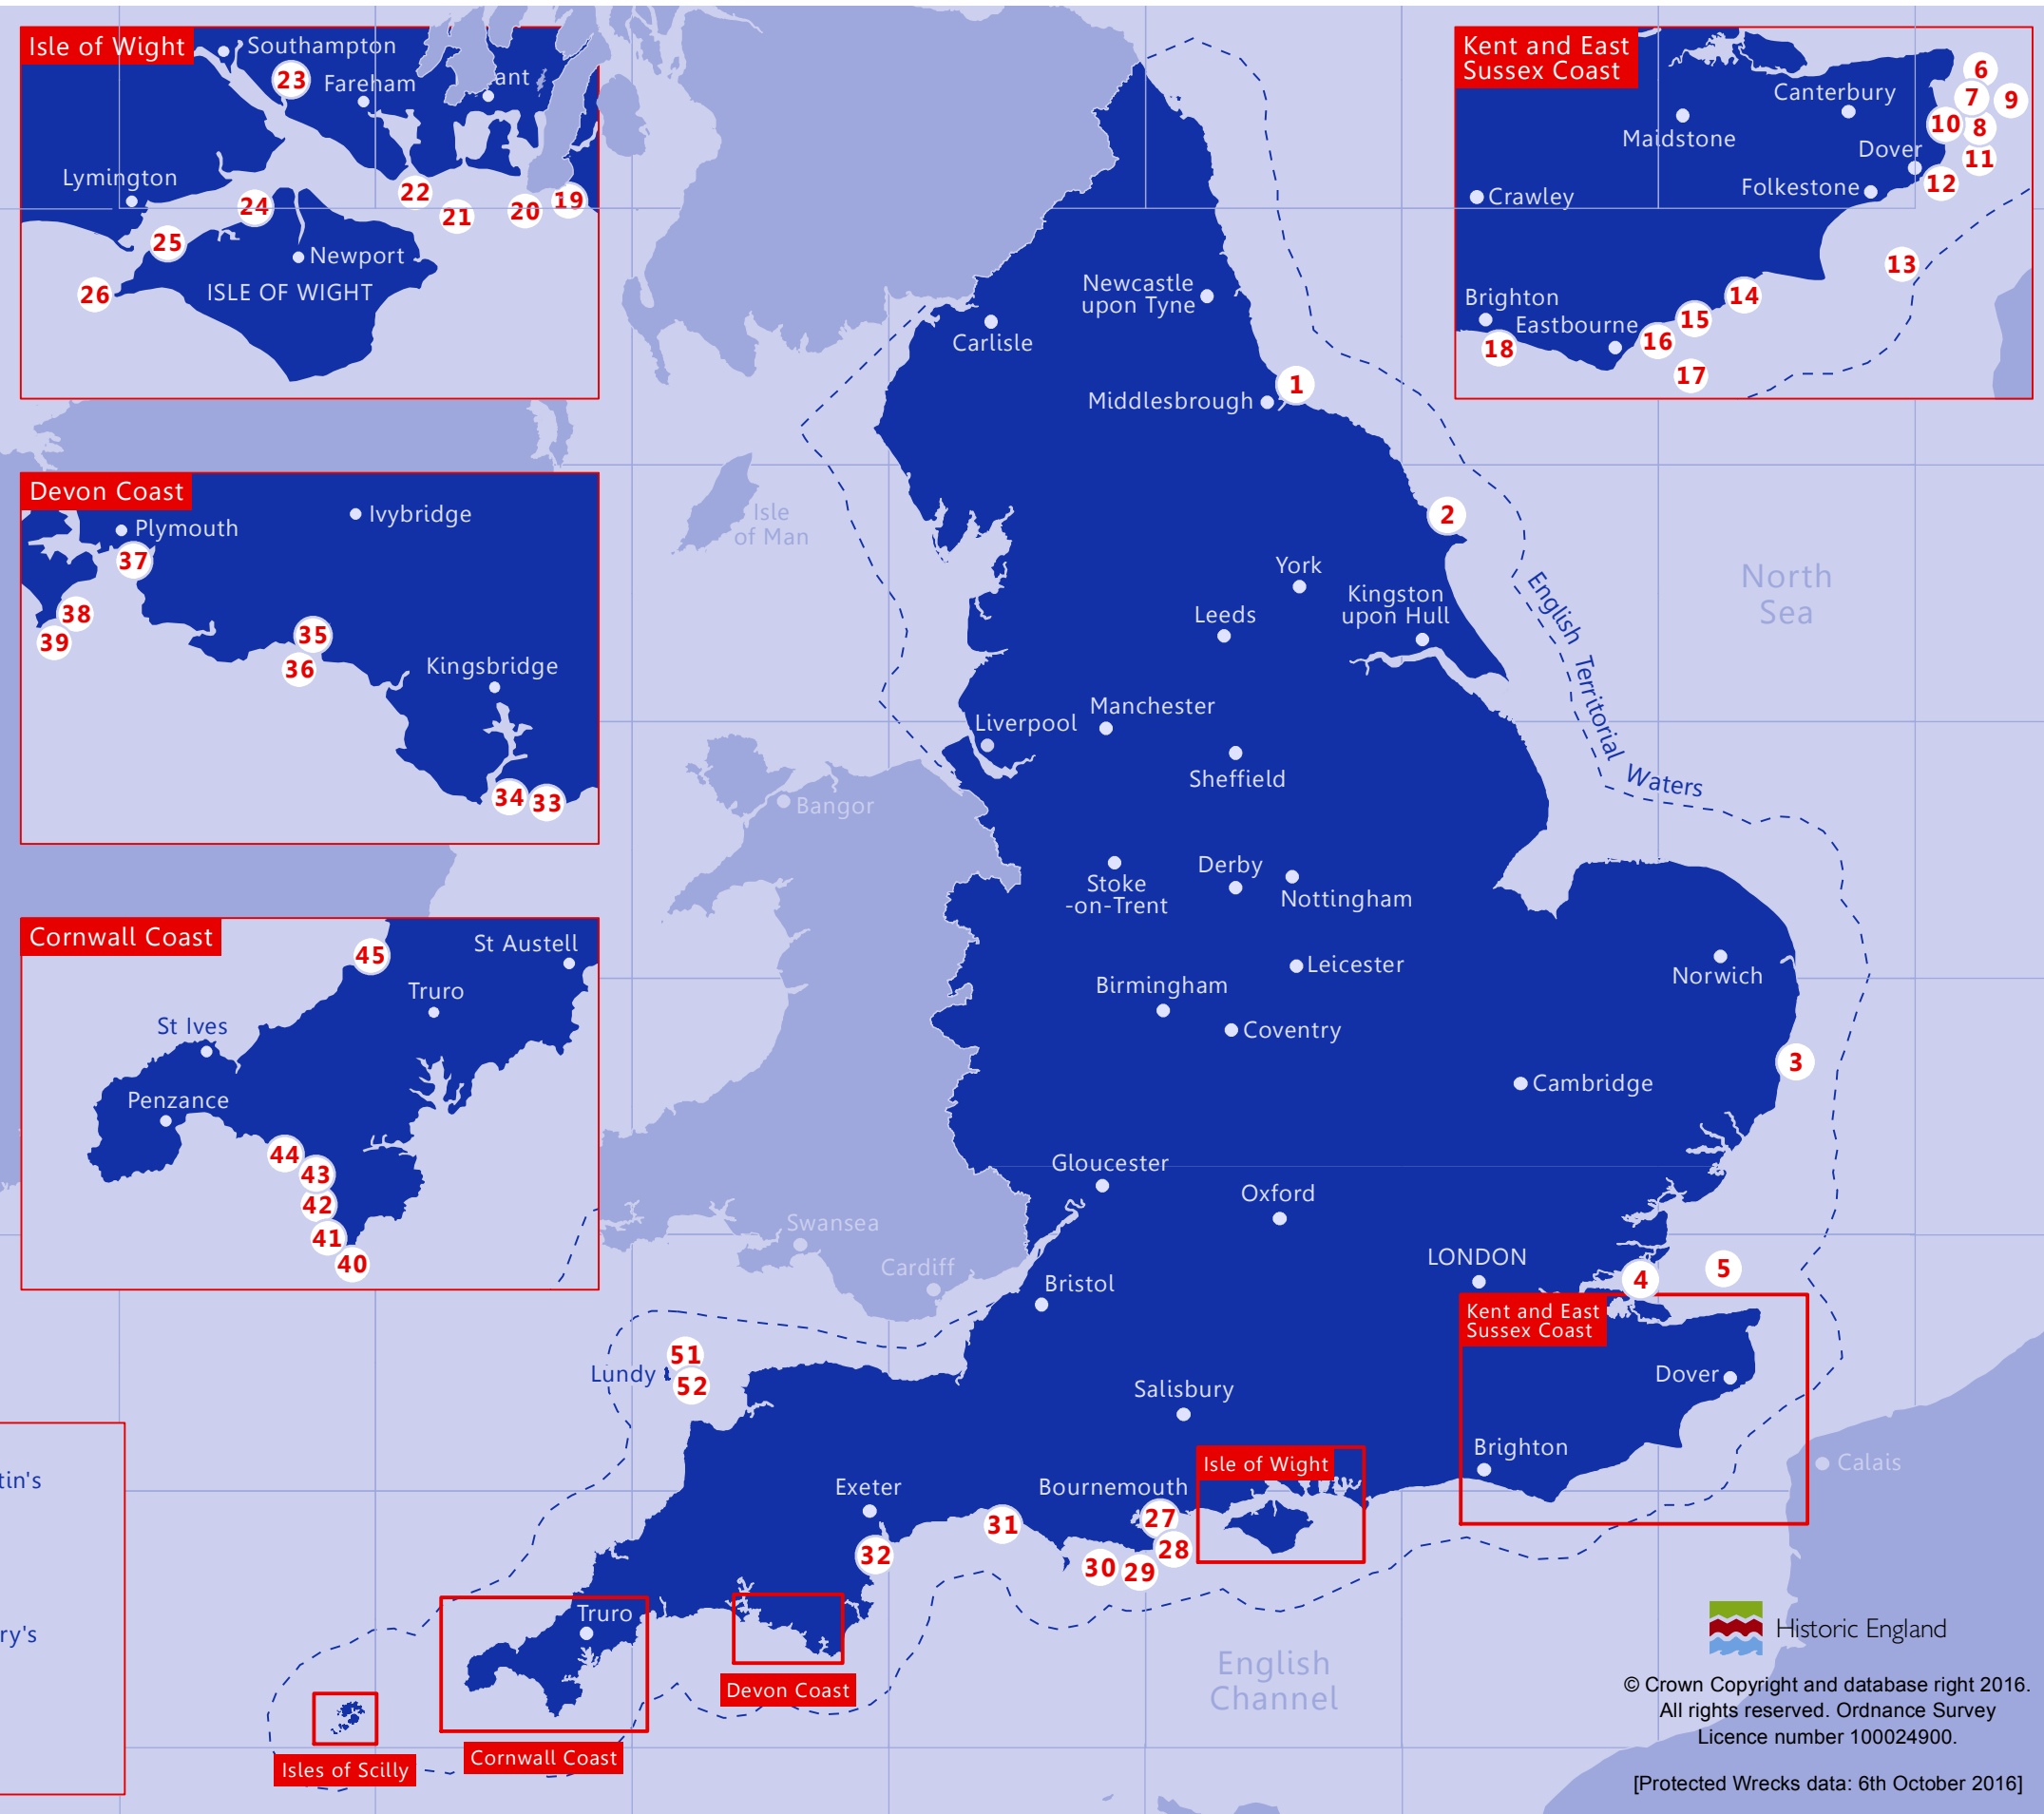 Isle of Wight
Southampton
23
Fareham
ant
Lymington
22
19
24
20
21
25
Newport
26
ISLE OF WIGHT
Kent and East
Sussex Coast
6
Canterbury
7
9
Maidstone
10
8
Dover
11
Folkestone
12
Crawley
13
Brighton
14
Eastbourne
15
16
18
17
Newcastle
upon Tyne
Carlisle
1
Middlesbrough
Devon Coast
Ivybridge
Plymouth
37
38
39
35
36
Kingsbridge
34
33
Isle
of Man
2
York
Kingston
upon Hull
Leeds
North
Sea
English Territorial Waters
Manchester
Liverpool
Sheffield
Bangor
Stoke
-on-Trent
Derby
Nottingham
Cornwall Coast
45
St Austell
Truro
St Ives
Penzance
44
43
42
41
40
Leicester
Norwich
Birmingham
Coventry
3
Cambridge
Gloucester
Oxford
Swansea
Cardiff
LONDON
5
4
Bristol
Kent and East
Sussex Coast
51
Lundy
52
Dover
Salisbury
Brighton
Isle of Wight
Calais
tin's
Exeter
Bournemouth
27
31
28
32
30
29
Truro
ry's
Historic England
English
Channel
Devon Coast
Cornwall Coast
Isles of Scilly
© Crown Copyright and database right 2016.
All rights reserved. Ordnance Survey
Licence number 100024900.
[Protected Wrecks data: 6th October 2016]